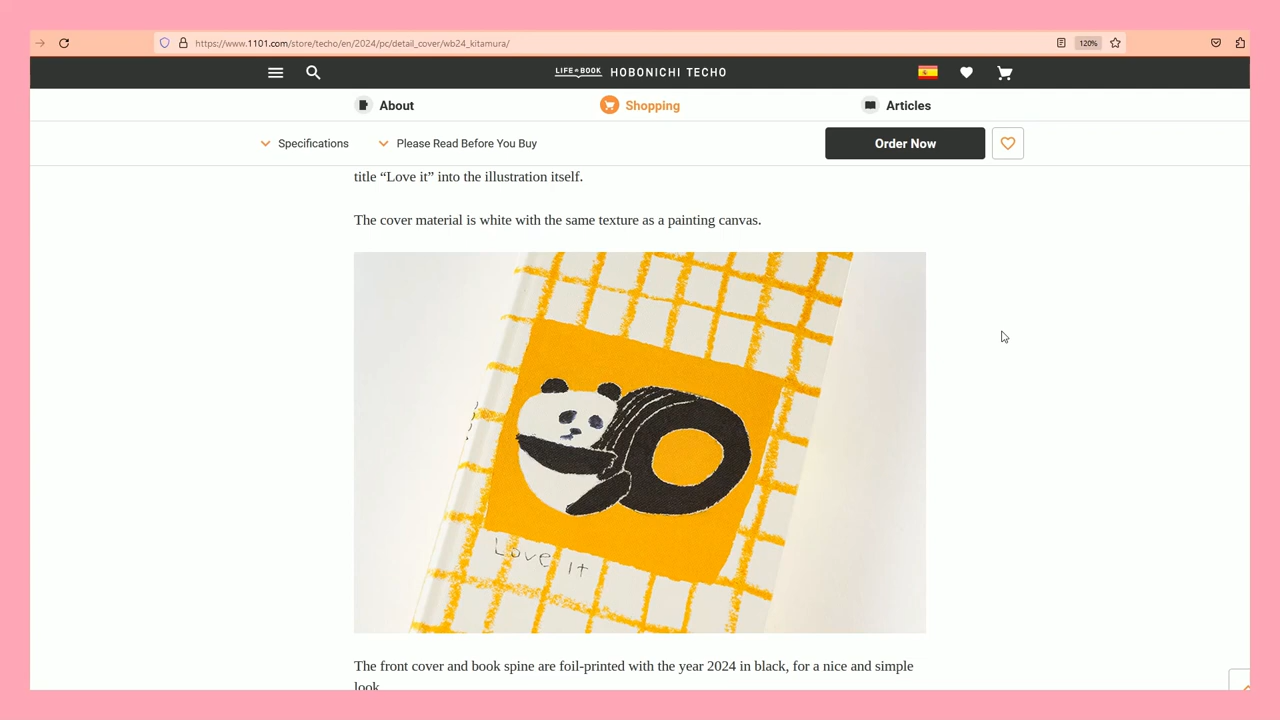 https://www.1101.com/store/techo/en/2024/pc/detail_cover/wb24_kitamura/
120%
LIFE BOOK HOBONICHI TECHO
About
Shopping
Articles
Specifications
Please Read Before You Buy
Order Now
title “Love it” into the illustration itself.
The cover material is white with the same texture as a painting canvas.
Love it
The front cover and book spine are foil-printed with the year 2024 in black, for a nice and simple
look.